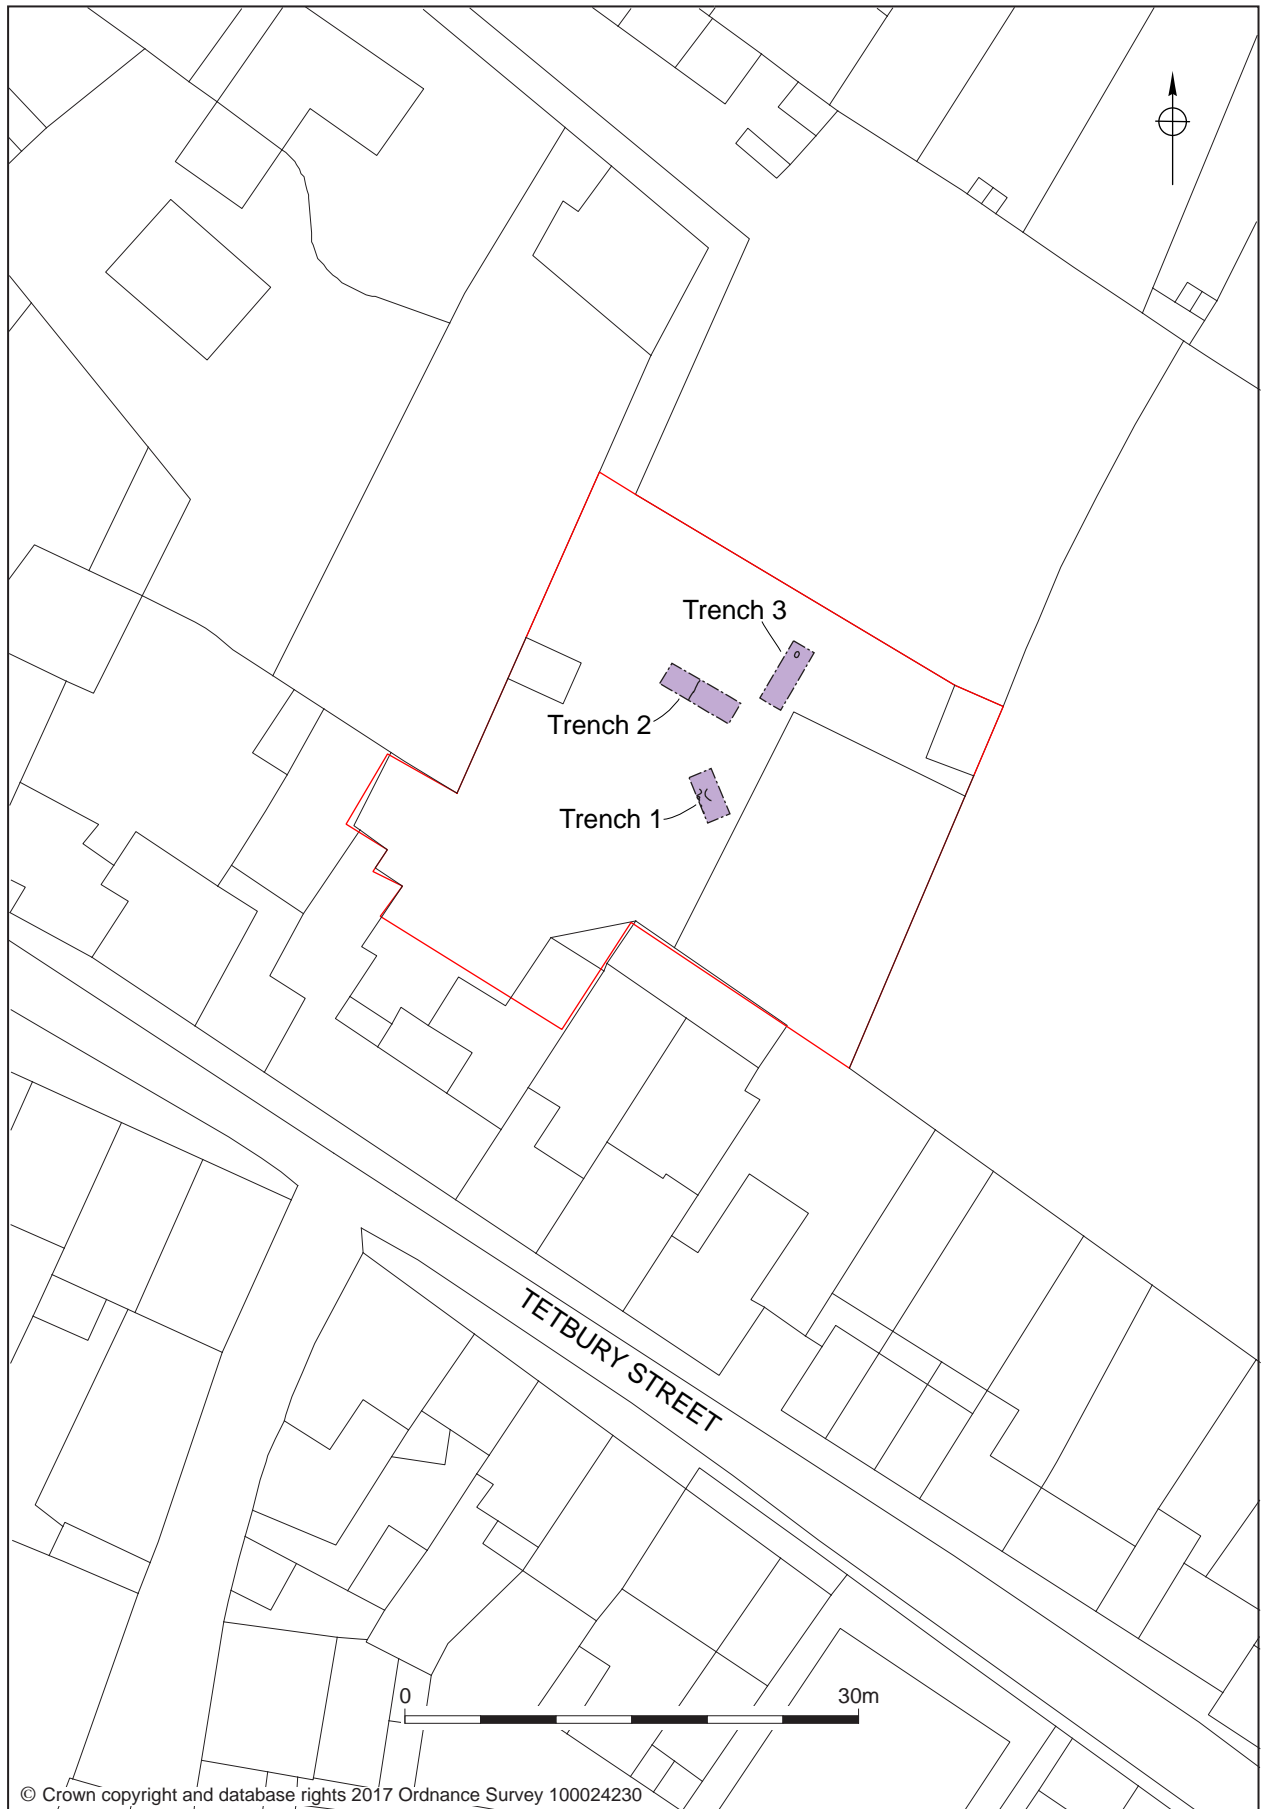 Trench 3
Trench 2
Trench 1
TETBURY STREET
0 30m
© Crown copyright and database rights 2017 Ordnance Survey 100024230